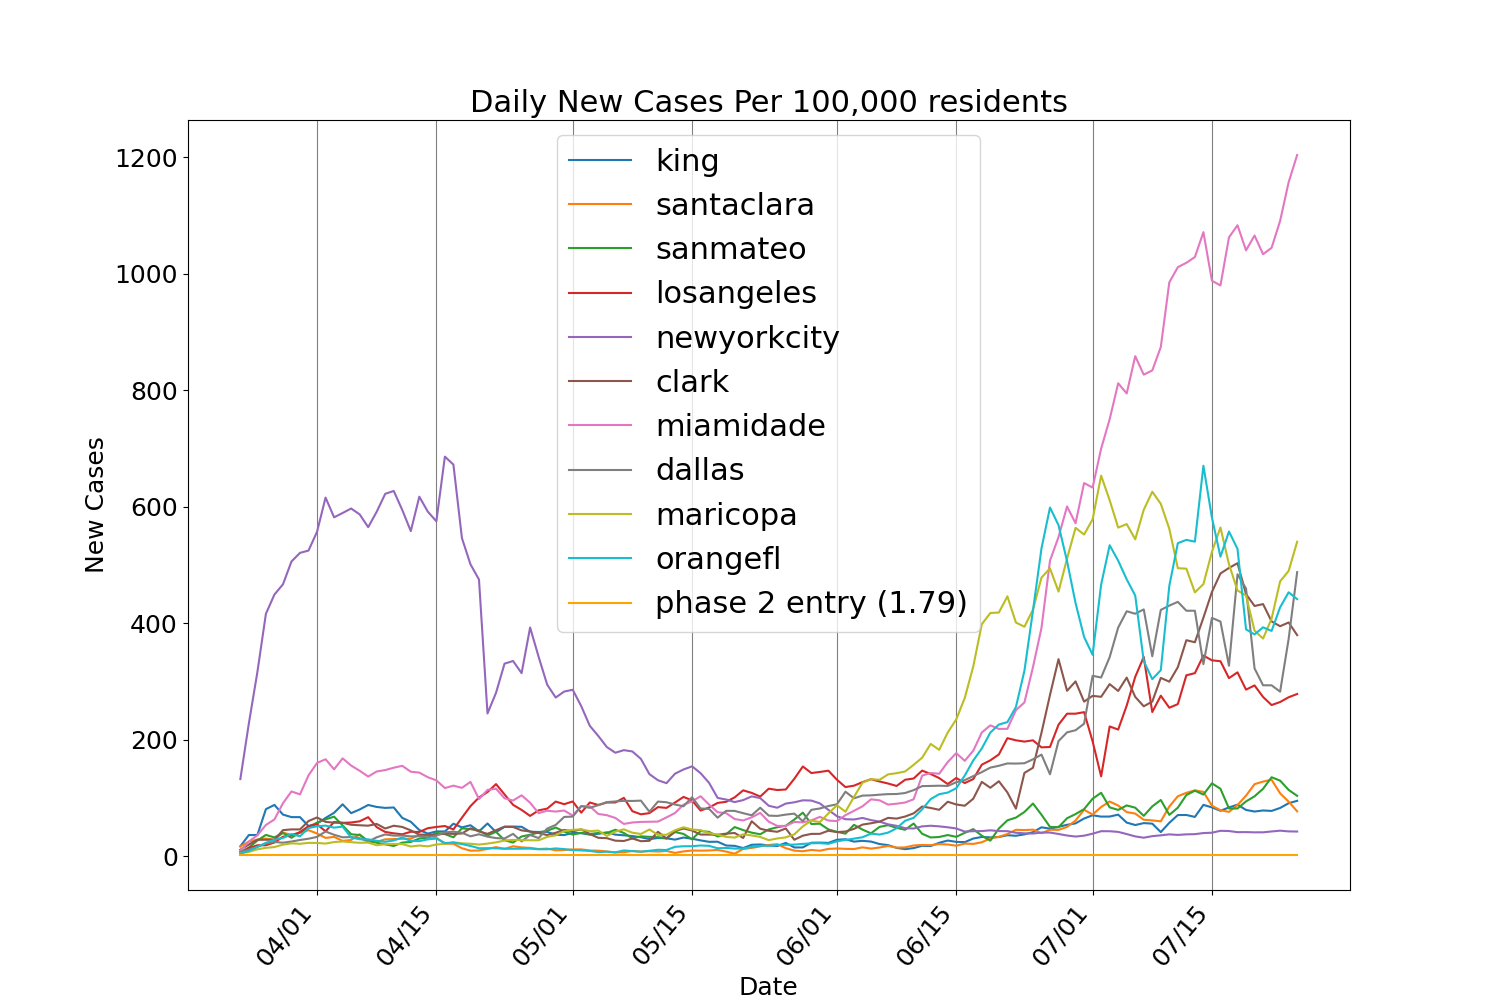 Daily New Cases Per 100,000 residents
king
santaclara
sanmateo
losangeles
newyorkcity
clark
miamidade
dallas
maricopa
orangefl
phase 2 entry (1.79)
1200
1000
800
600
400
200
0
New Cases
04/01
04/15
05/01
05/15
06/01
06/15
07/01
07/15
Date